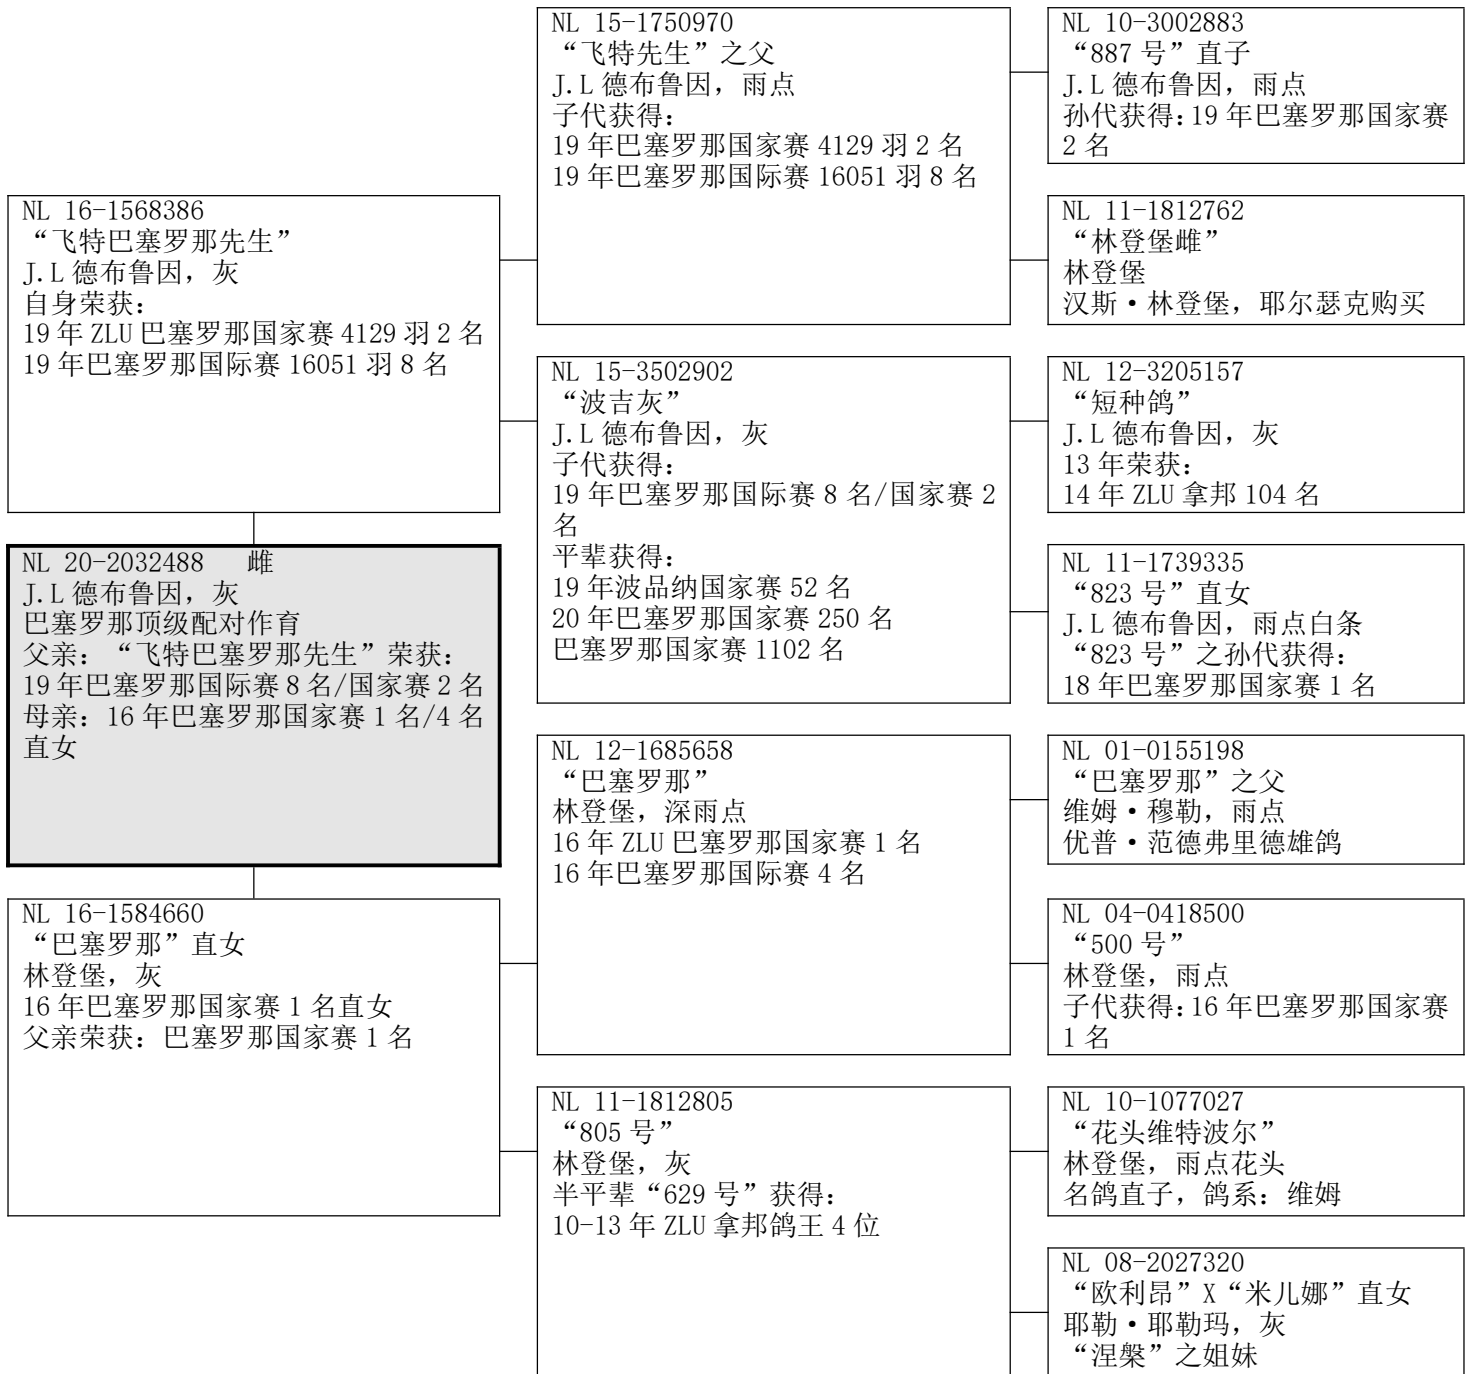 NL 16-1568386
“飞特巴塞罗那先生”
J.L 德布鲁因，灰
自身荣获：
19 年 ZLU 巴塞罗那国家赛 4129 羽 2 名
19 年巴塞罗那国际赛 16051 羽 8 名
NL 20-2032488 雌
J.L 德布鲁因，灰
巴塞罗那顶级配对作育
父亲：“飞特巴塞罗那先生”荣获：
19 年巴塞罗那国际赛 8 名/国家赛 2 名
母亲：16 年巴塞罗那国家赛 1 名/4 名
直女
NL 16-1584660
“巴塞罗那”直女
林登堡，灰
16 年巴塞罗那国家赛 1 名直女
父亲荣获：巴塞罗那国家赛 1 名
NL 15-1750970
“飞特先生”之父
J.L 德布鲁因，雨点
子代获得：
19 年巴塞罗那国家赛 4129 羽 2 名
19 年巴塞罗那国际赛 16051 羽 8 名
NL 15-3502902
“波吉灰”
J.L 德布鲁因，灰
子代获得：
19 年巴塞罗那国际赛 8 名/国家赛 2
名
平辈获得：
19 年波品纳国家赛 52 名
20 年巴塞罗那国家赛 250 名
巴塞罗那国家赛 1102 名
NL 12-1685658
“巴塞罗那”
林登堡，深雨点
16 年 ZLU 巴塞罗那国家赛 1 名
16 年巴塞罗那国际赛 4 名
NL 11-1812805
“805 号”
林登堡，灰
半平辈“629 号”获得：
10-13 年 ZLU 拿邦鸽王 4 位
NL 10-3002883
“887 号”直子
J.L 德布鲁因，雨点
孙代获得：19 年巴塞罗那国家赛
2 名
NL 11-1812762
“林登堡雌”
林登堡
汉斯·林登堡，耶尔瑟克购买
NL 12-3205157
“短种鸽”
J.L 德布鲁因，灰
13 年荣获：
14 年 ZLU 拿邦 104 名
NL 11-1739335
“823 号”直女
J.L 德布鲁因，雨点白条
“823 号”之孙代获得：
18 年巴塞罗那国家赛 1 名
NL 01-0155198
“巴塞罗那”之父
维姆·穆勒，雨点
优普·范德弗里德雄鸽
NL 04-0418500
“500 号”
林登堡，雨点
子代获得：16 年巴塞罗那国家赛
1 名
NL 10-1077027
“花头维特波尔”
林登堡，雨点花头
名鸽直子，鸽系：维姆
NL 08-2027320
“欧利昂”X“米儿娜”直女
耶勒·耶勒玛，灰
“涅槃”之姐妹